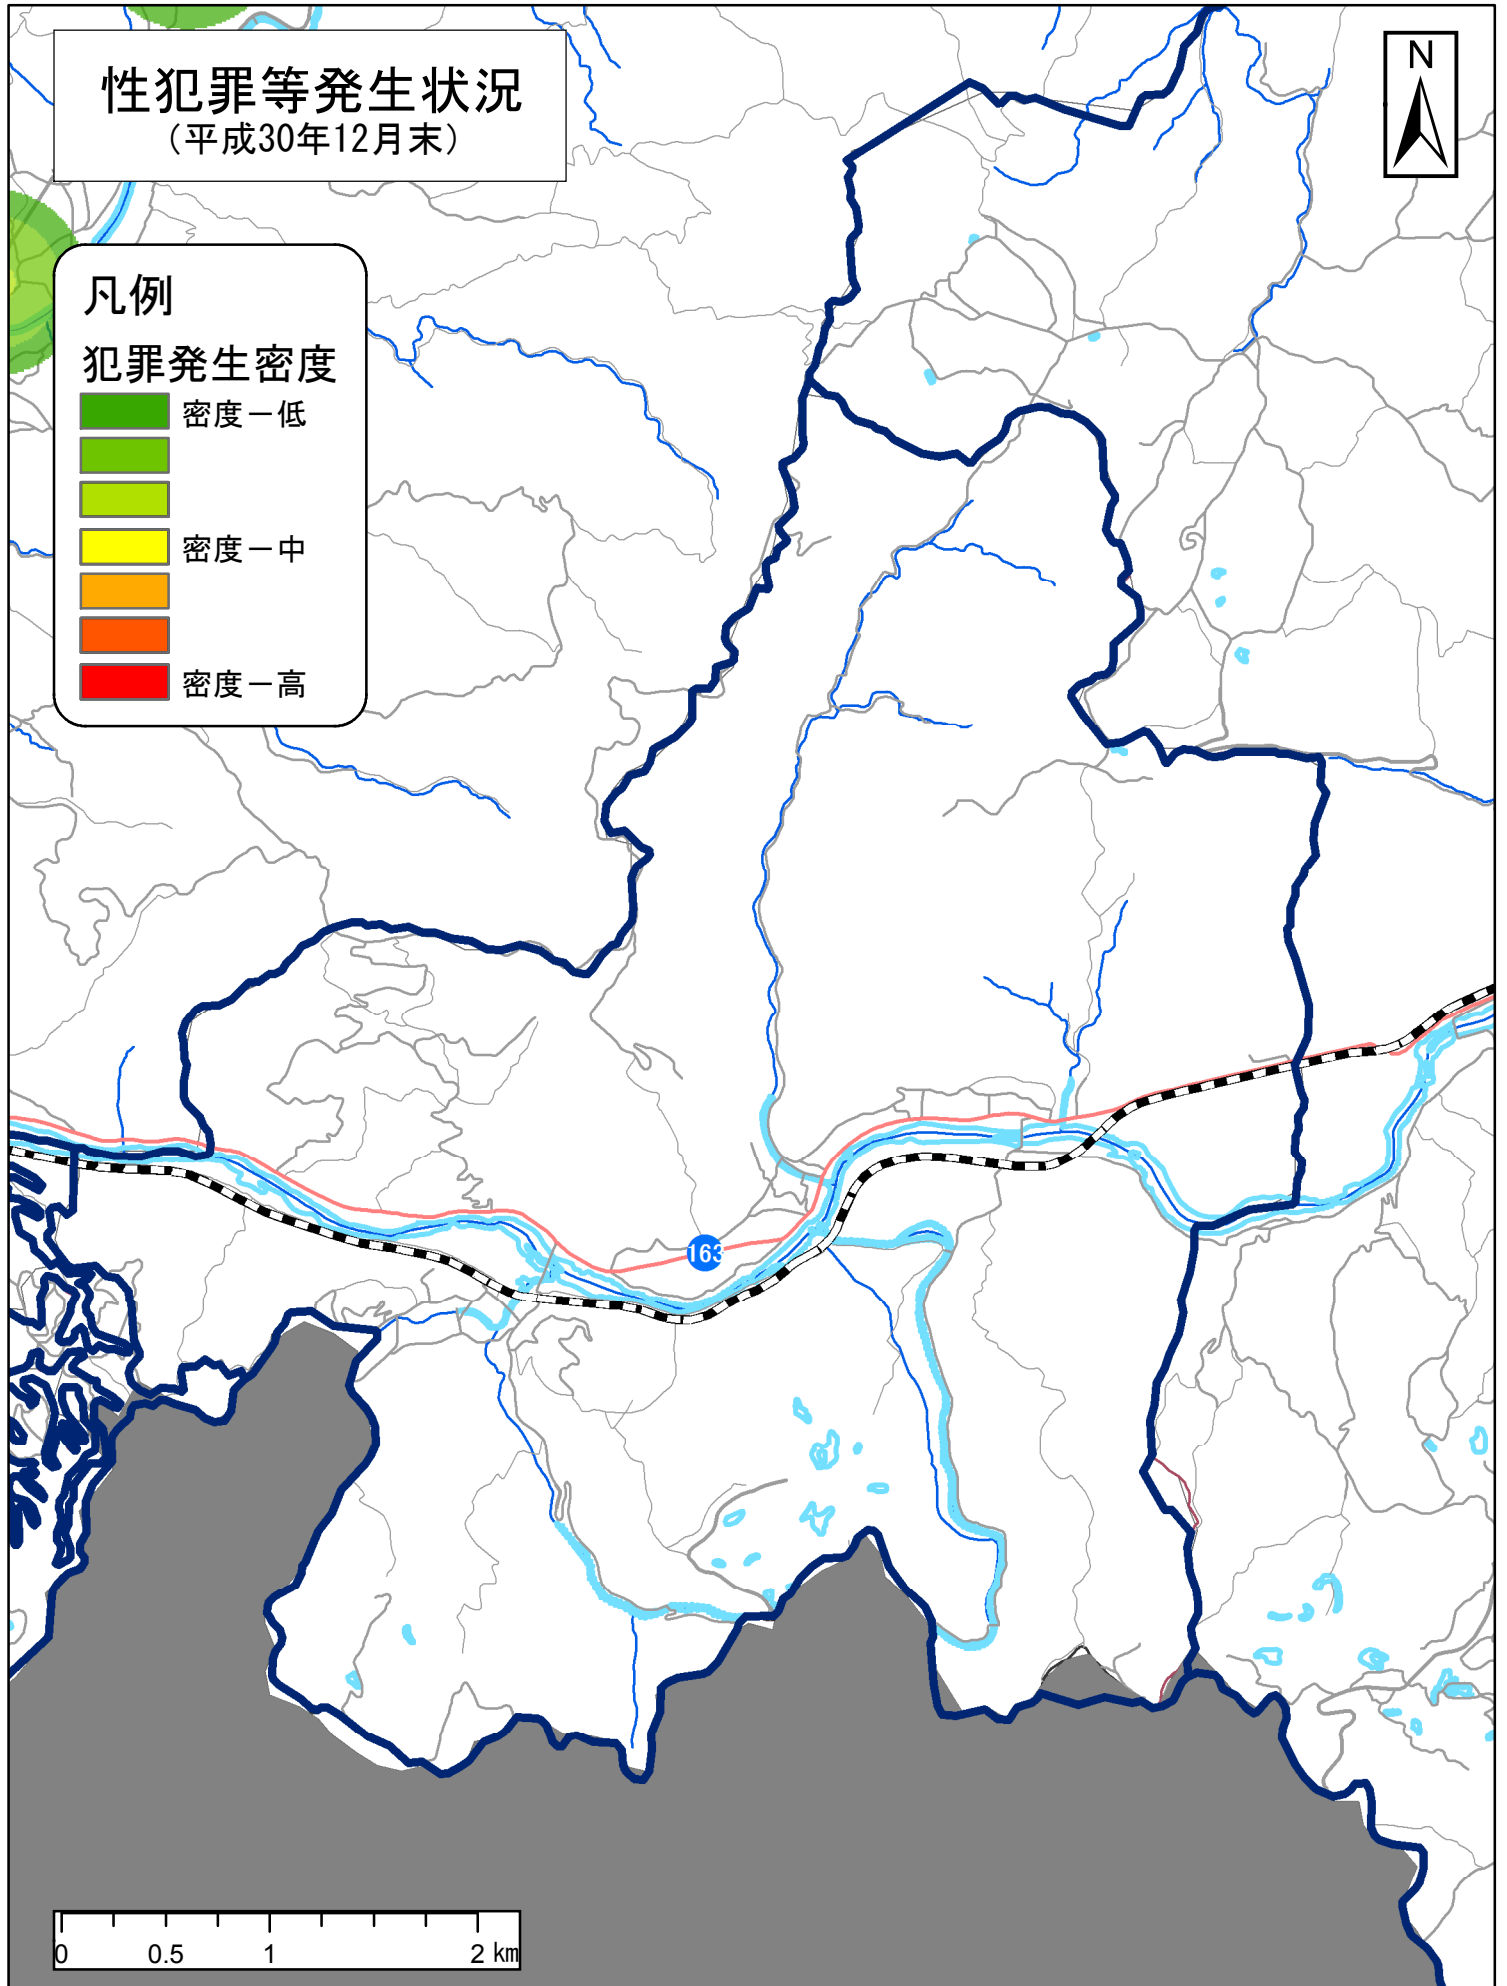 性犯罪等発生状況
（平成30年12月末）
N
凡例
犯罪発生密度
密度－低
密度－中
密度－高
163
0 0.5 1 2 km